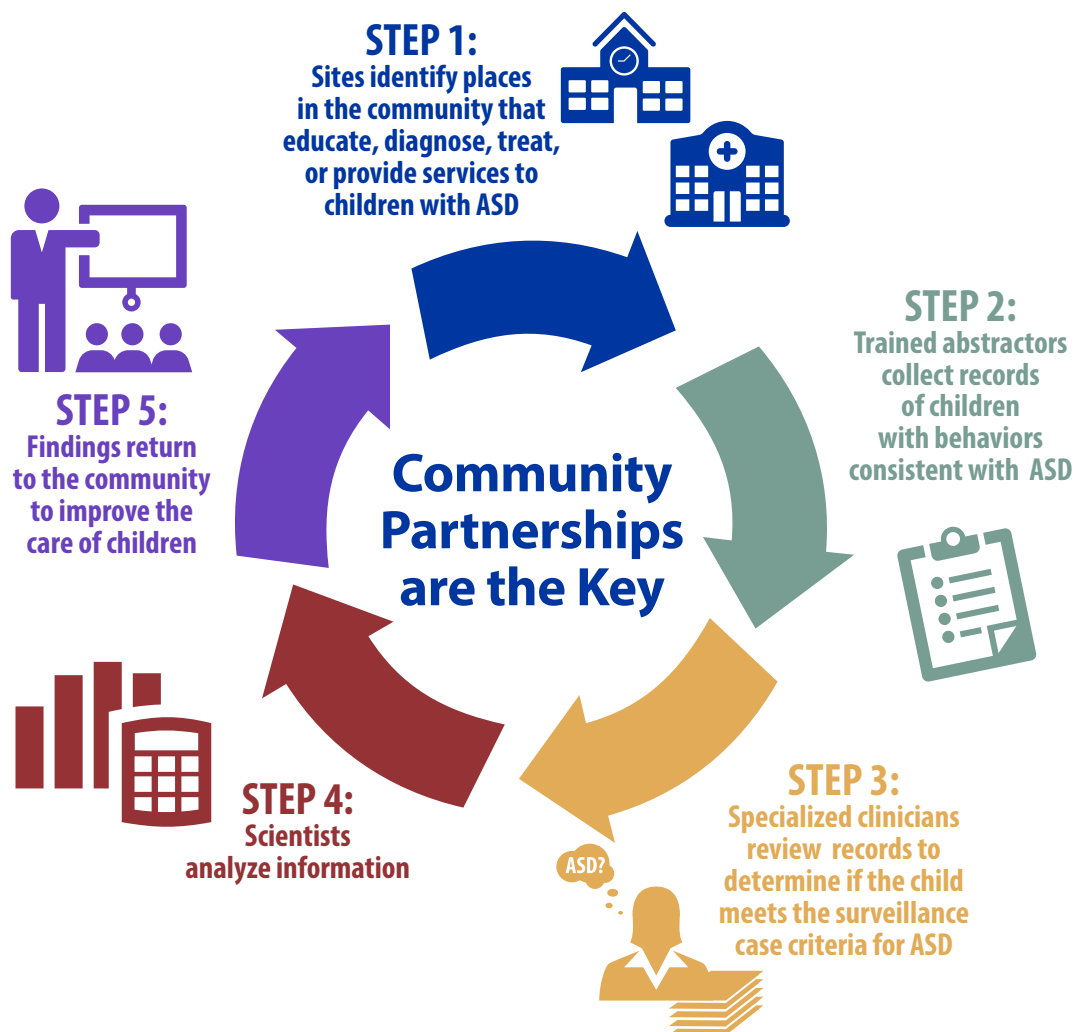 STEP 1:
Sites identify places
in the community that
educate, diagnose, treat,
or provide services to
children with ASD
STEP 2:
Trained abstractors
collect records
of children
with behaviors
consistent with ASD
STEP 3:
Specialized clinicians
review records to
determine if the child
meets the surveillance
case criteria for ASD
ASD?
STEP 4:
Scientists
analyze information
STEP 5:
Findings return
to the community
to improve the
care of children
Community
Partnerships
are the Key